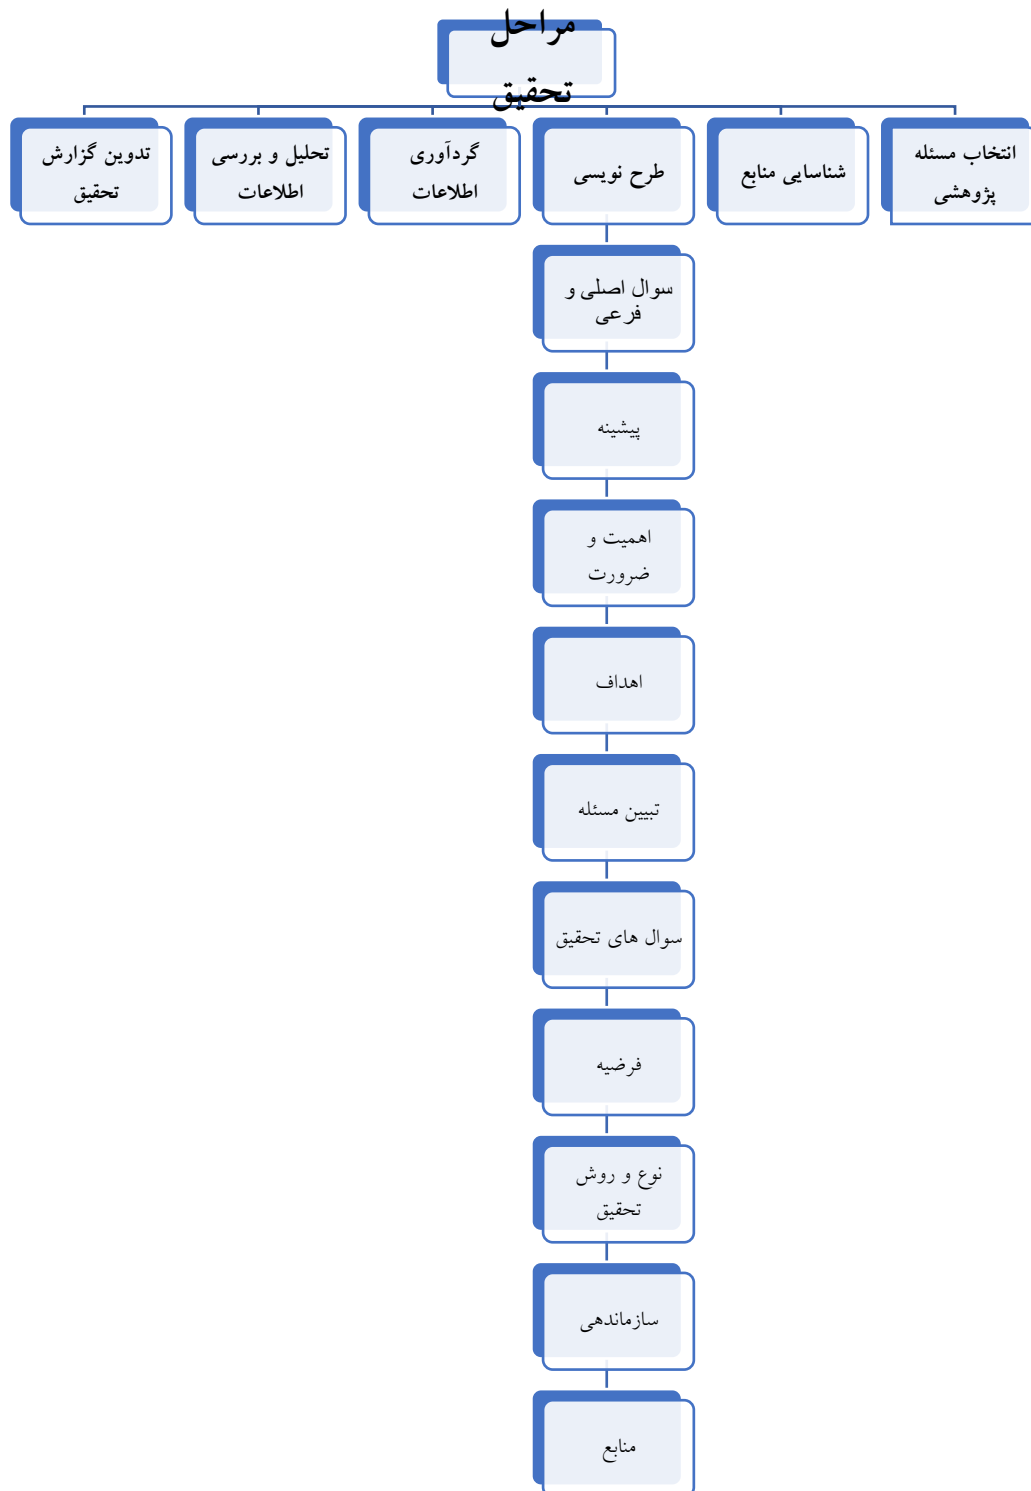 مراحل
تحقیق
انتخاب مسئله
پژوهشی
شناسایی منابع
طرح نویسی
گردآوری
اطلاعات
تحلیل و بررسی
اطلاعات
تدوین گزارش
تحقیق
سوال اصلی و
فرعی
پیشینه
اهمیت و
ضرورت
اهداف
تبیین مسئله
سوال های تحقیق
فرضیه
نوع و روش
تحقیق
سازماندهی
منابع